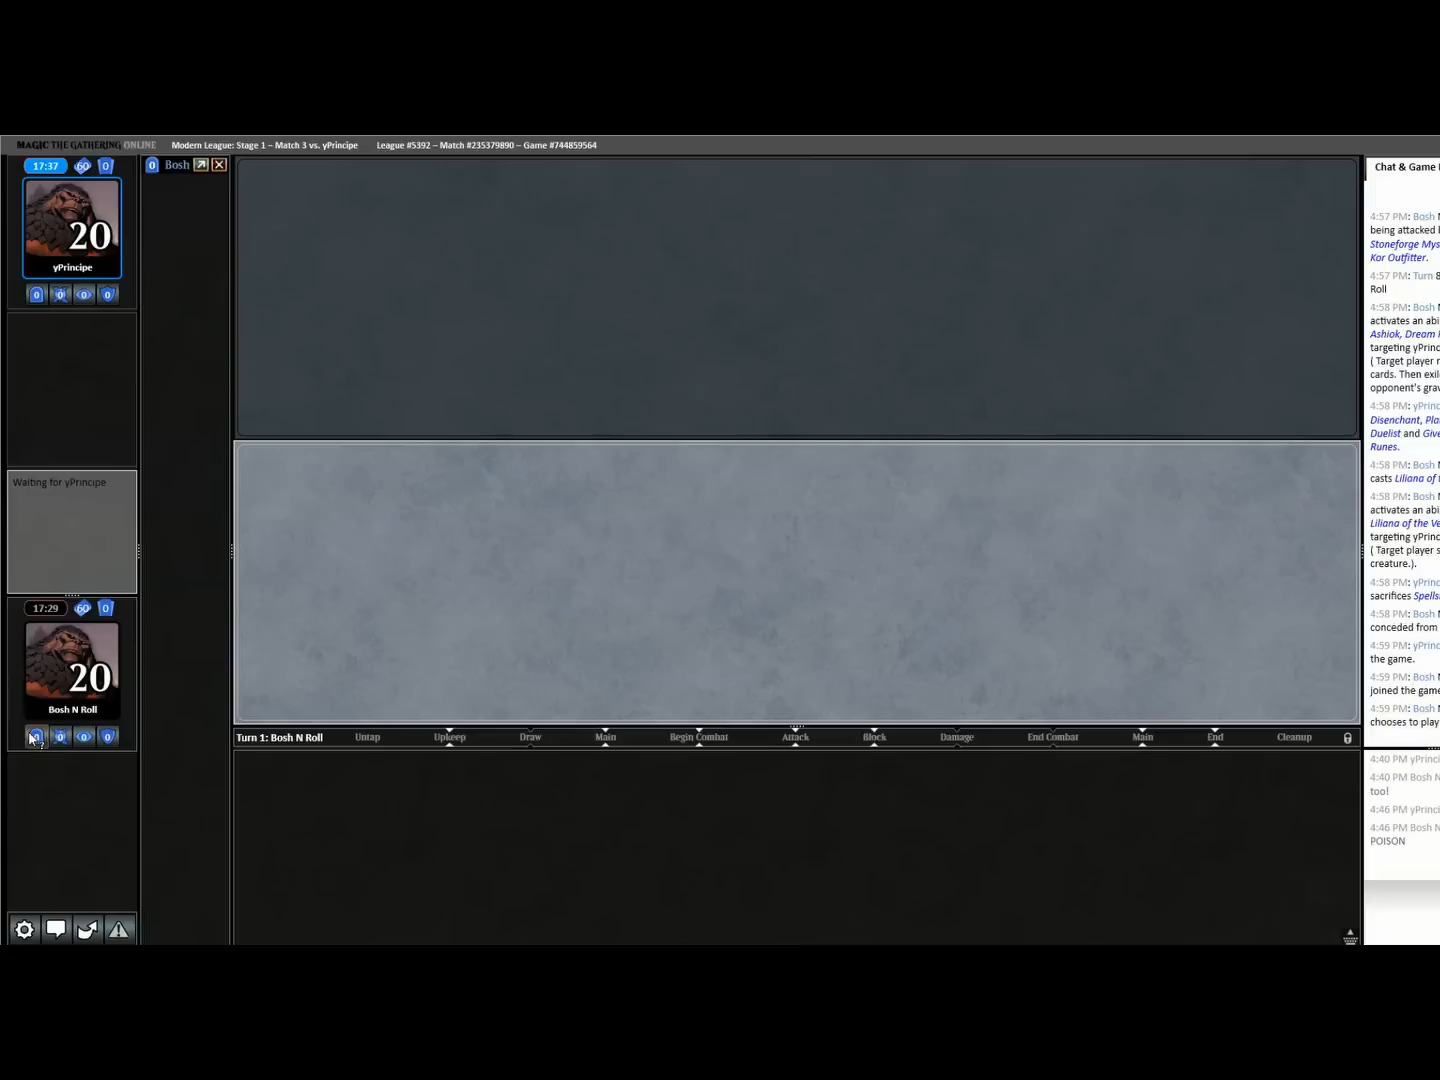 MAGIC THE GATHERING ONLINE Modern League: Stage 1 – Match 3 vs. yPrincipe League #5392 – Match #235379890 – Game #744859564
17:37 60 0
20
yPrincipe
0 0 0 0
0 Bosh
Waiting for yPrincipe
17:29 60 0
20
Bosh N Roll
0 0 0
Turn 1: Bosh N Roll Untap Upkeep Draw Main Begin Combat Attack Block Damage End Combat Main End Cleanup
Chat & Game
4:57 PM: Bosh N
being attacked
Stoneforge Mys
Kor Outfitter.
4:57 PM: Turn 8
Roll
4:58 PM: Bosh N
activates an abi
Ashiok, Dream
targeting yPrinc
( Target player
cards. Then exil
opponent's grav
4:58 PM: yPrinc
Disenchant, Pla
Duelist and Give
Runes.
4:58 PM: Bosh N
casts Liliana of
4:58 PM: Bosh N
activates an abi
Liliana of the Ve
targeting yPrinc
( Target player s
creature.).
4:58 PM: yPrinc
sacrifices Spells
4:58 PM: Bosh N
conceded from
4:59 PM: yPrinc
the game.
4:59 PM: Bosh N
joined the game
4:59 PM: Bosh N
chooses to play
4:40 PM yPrinci
4:40 PM Bosh N
too!
4:46 PM yPrinci
4:46 PM Bosh N
POISON